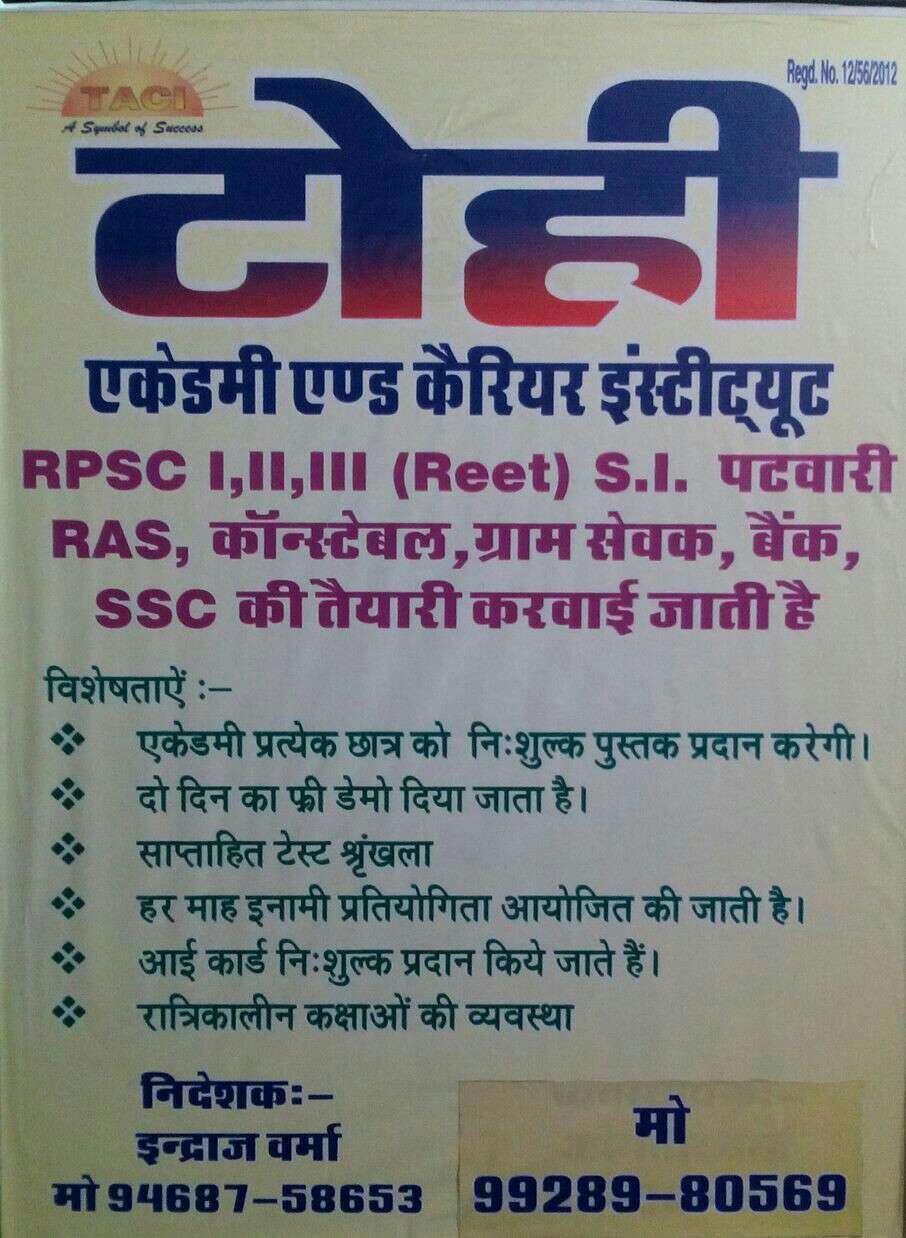 TACI
A Symbol of Success
Regd. No. 12/56/2012
टोही
एकेडमी एण्ड कैरियर इंस्टीट्यूट
RPSC I,II,III (Reet) S.I. पटवारी
RAS, कॉन्स्टेबल, ग्राम सेवक, बैंक,
SSC की तैयारी करवाई जाती है
विशेषताऐं :–
❖ एकेडमी प्रत्येक छात्र को निःशुल्क पुस्तक प्रदान करेगी।
❖ दो दिन का फ्री डेमो दिया जाता है।
❖ साप्ताहित टेस्ट श्रृंखला
❖ हर माह इनामी प्रतियोगिता आयोजित की जाती है।
❖ आई कार्ड निःशुल्क प्रदान किये जाते हैं।
❖ रात्रिकालीन कक्षाओं की व्यवस्था
निदेशकः–
इन्द्राज वर्मा
मो 94687–58653
मो
99289–80569